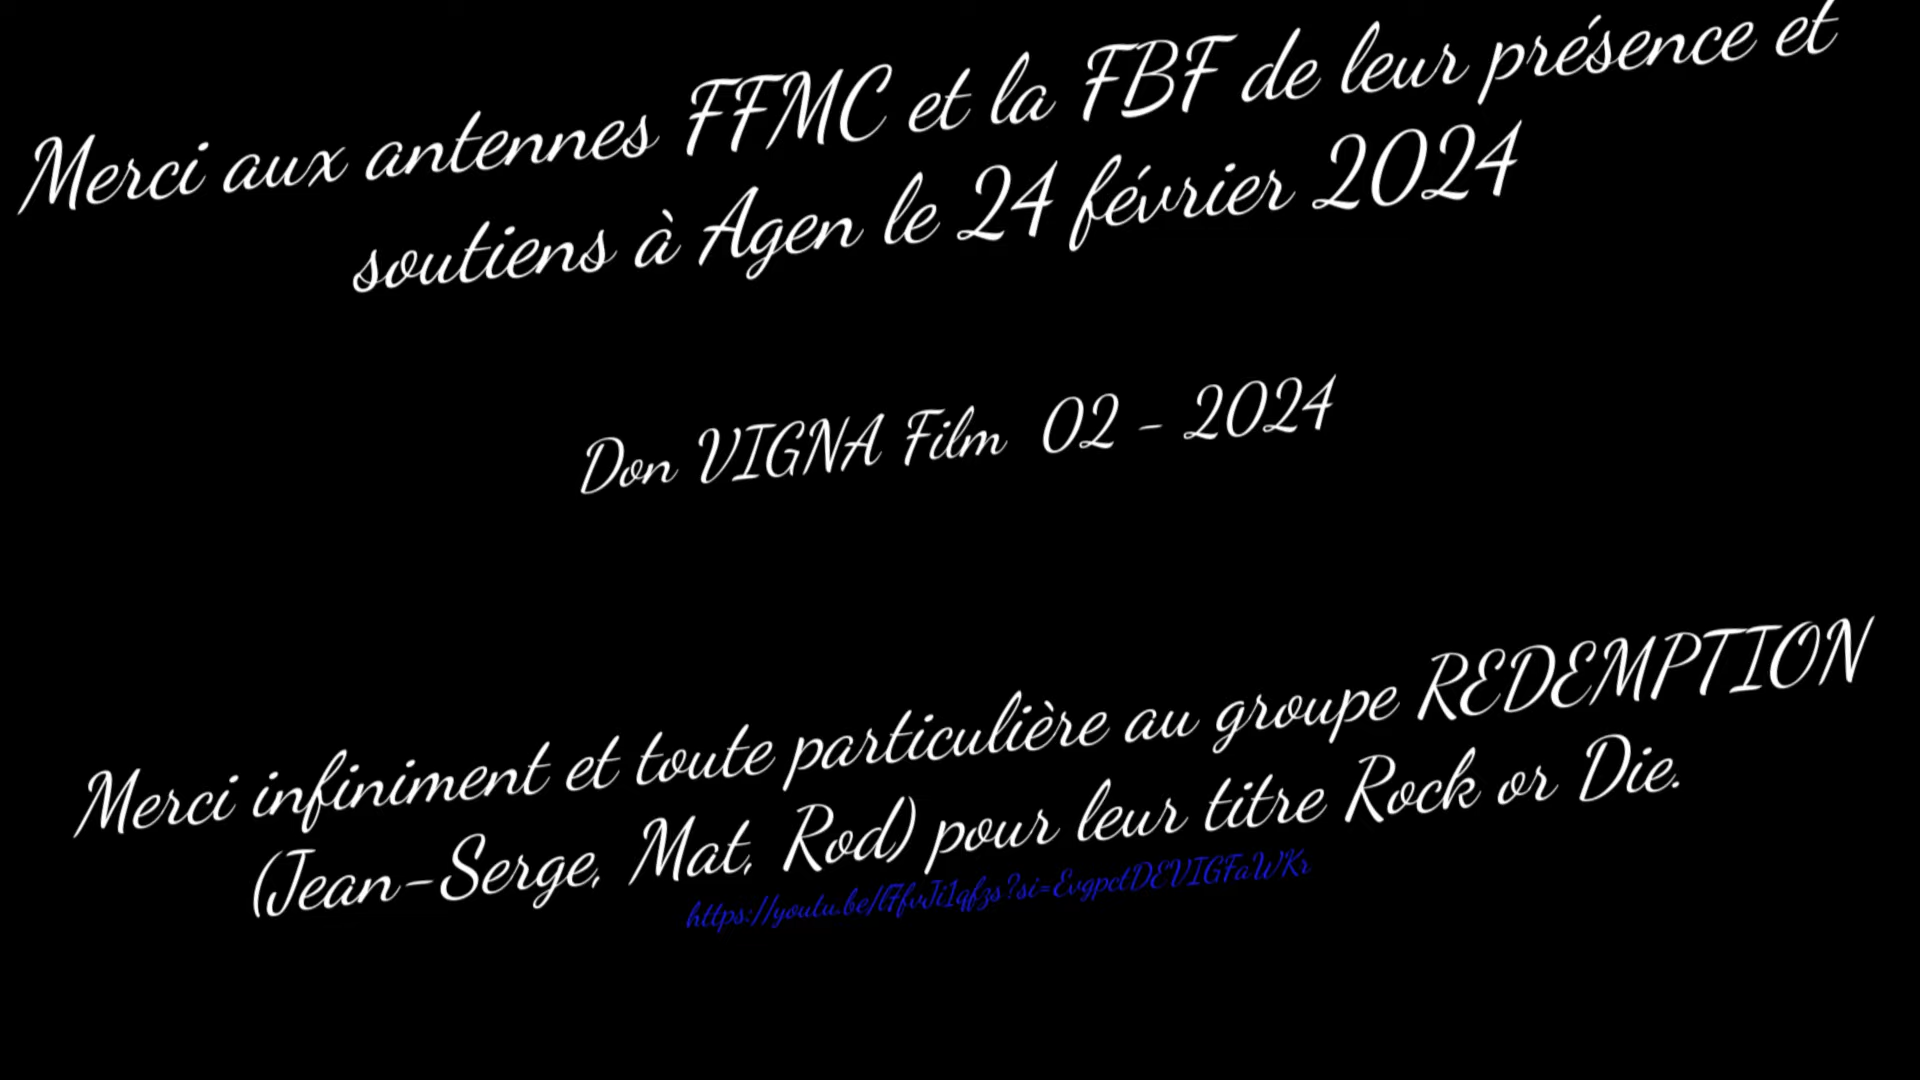 Merci aux antennes FFMC et la FBF de leur présence et
soutiens à Agen le 24 février 2024
Don VIGNA Film 02 - 2024
Merci infiniment et toute particulière au groupe REDEMPTION
(Jean-Serge, Mat, Rod) pour leur titre Rock or Die.